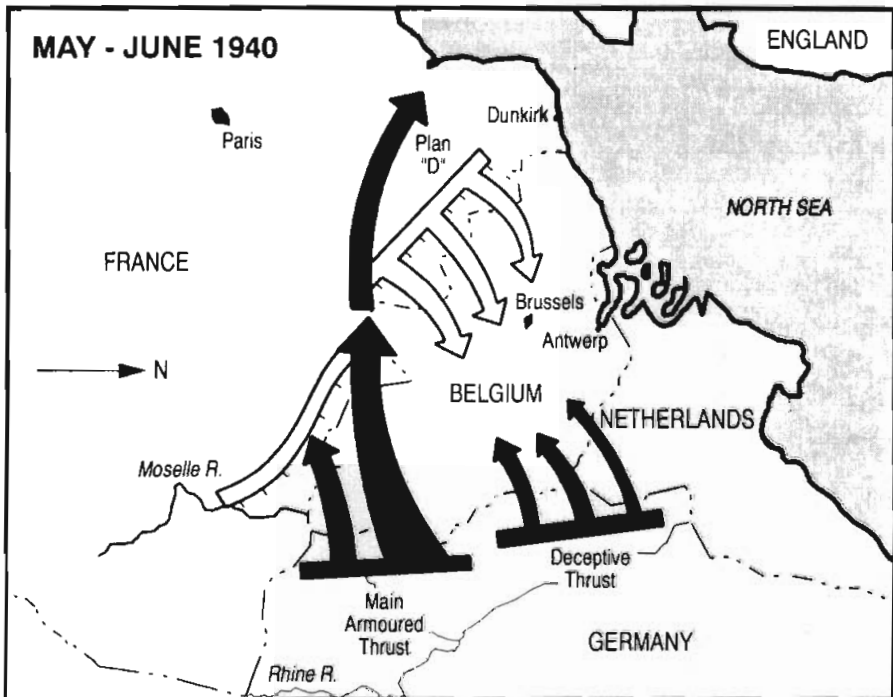 MAY - JUNE 1940
ENGLAND
Paris
Dunkirk
Plan
"D"
NORTH SEA
FRANCE
Brussels
Antwerp
N
BELGIUM
NETHERLANDS
Moselle R.
Deceptive
Thrust
Main
Armoured
Thrust
GERMANY
Rhine R.